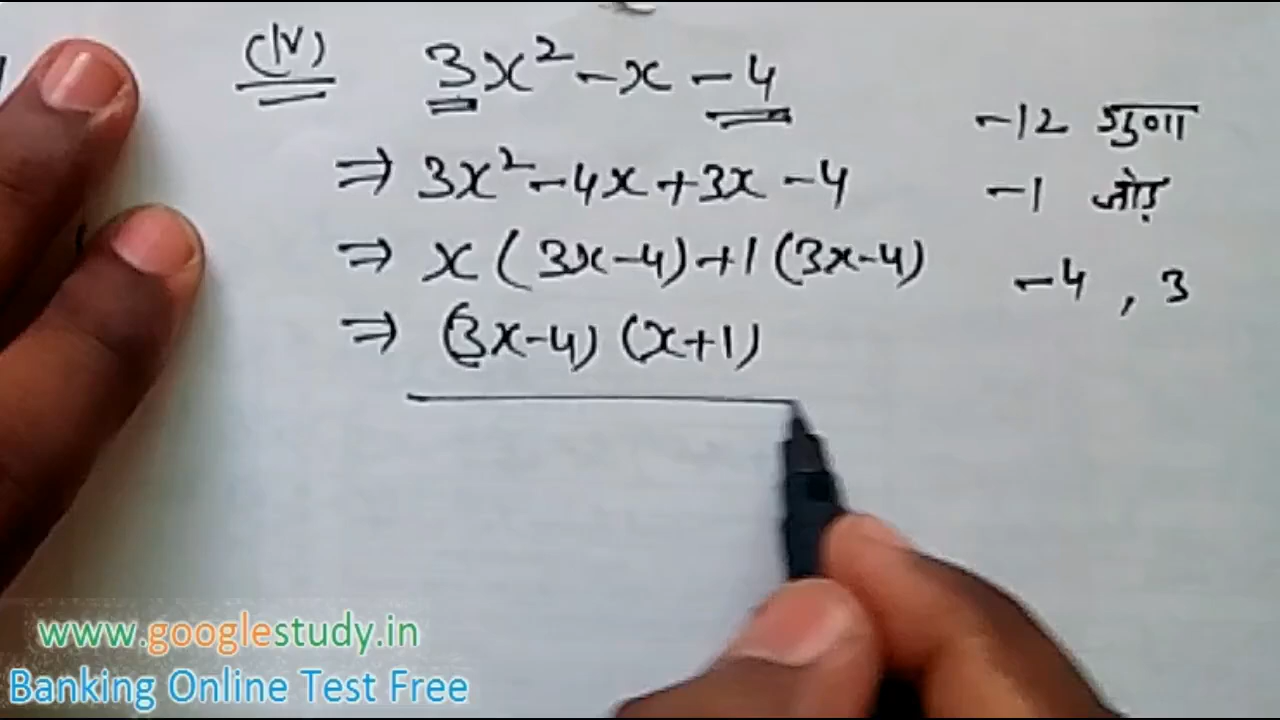 (iv) 3x² - x - 4
⇒ 3x² - 4x + 3x - 4
⇒ x (3x - 4) + 1 (3x - 4)
⇒ (3x - 4) (x + 1)
-12 गुणा
-1 जोड़
-4 , 3
www.googlestudy.in
Banking Online Test Free